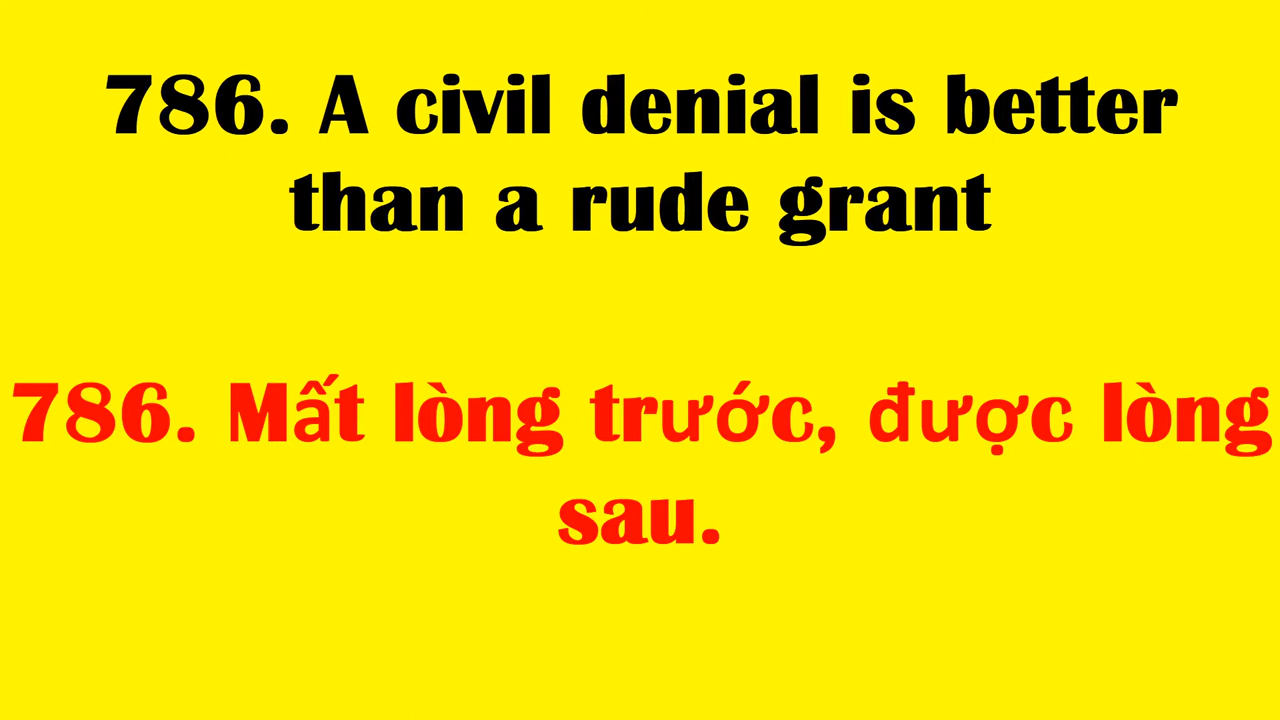 786. A civil denial is better
than a rude grant
786. Mất lòng trước, được lòng
sau.